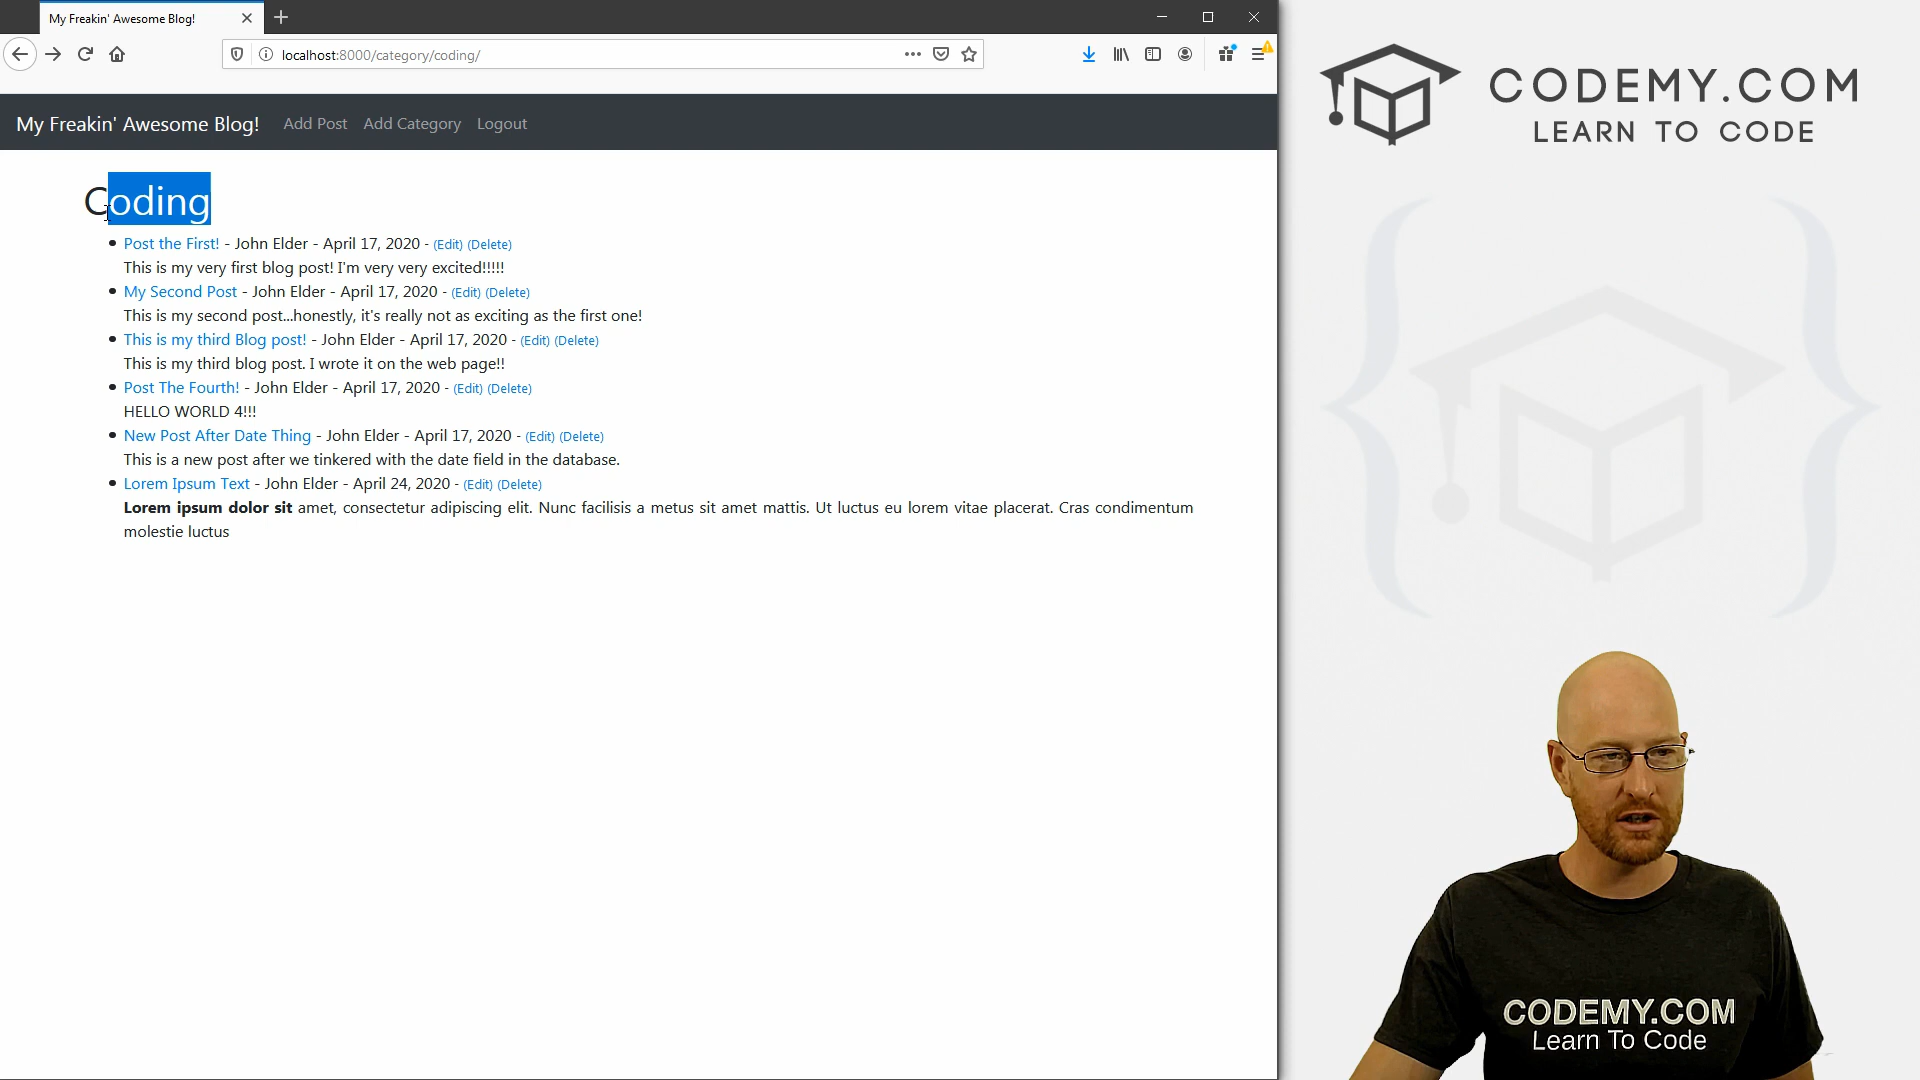 My Freakin' Awesome Blog!
localhost:8000/category/coding/
My Freakin' Awesome Blog! Add Post Add Category Logout
Coding
Post the First! - John Elder - April 17, 2020 - (Edit) (Delete)
This is my very first blog post! I'm very very excited!!!!!
My Second Post - John Elder - April 17, 2020 - (Edit) (Delete)
This is my second post...honestly, it's really not as exciting as the first one!
This is my third Blog post! - John Elder - April 17, 2020 - (Edit) (Delete)
This is my third blog post. I wrote it on the web page!!
Post The Fourth! - John Elder - April 17, 2020 - (Edit) (Delete)
HELLO WORLD 4!!!
New Post After Date Thing - John Elder - April 17, 2020 - (Edit) (Delete)
This is a new post after we tinkered with the date field in the database.
Lorem Ipsum Text - John Elder - April 24, 2020 - (Edit) (Delete)
Lorem ipsum dolor sit amet, consectetur adipiscing elit. Nunc facilisis a metus sit amet mattis. Ut luctus eu lorem vitae placerat. Cras condimentum
molestie luctus
CODEMY.COM
LEARN TO CODE
CODEMY.COM
Learn To Code